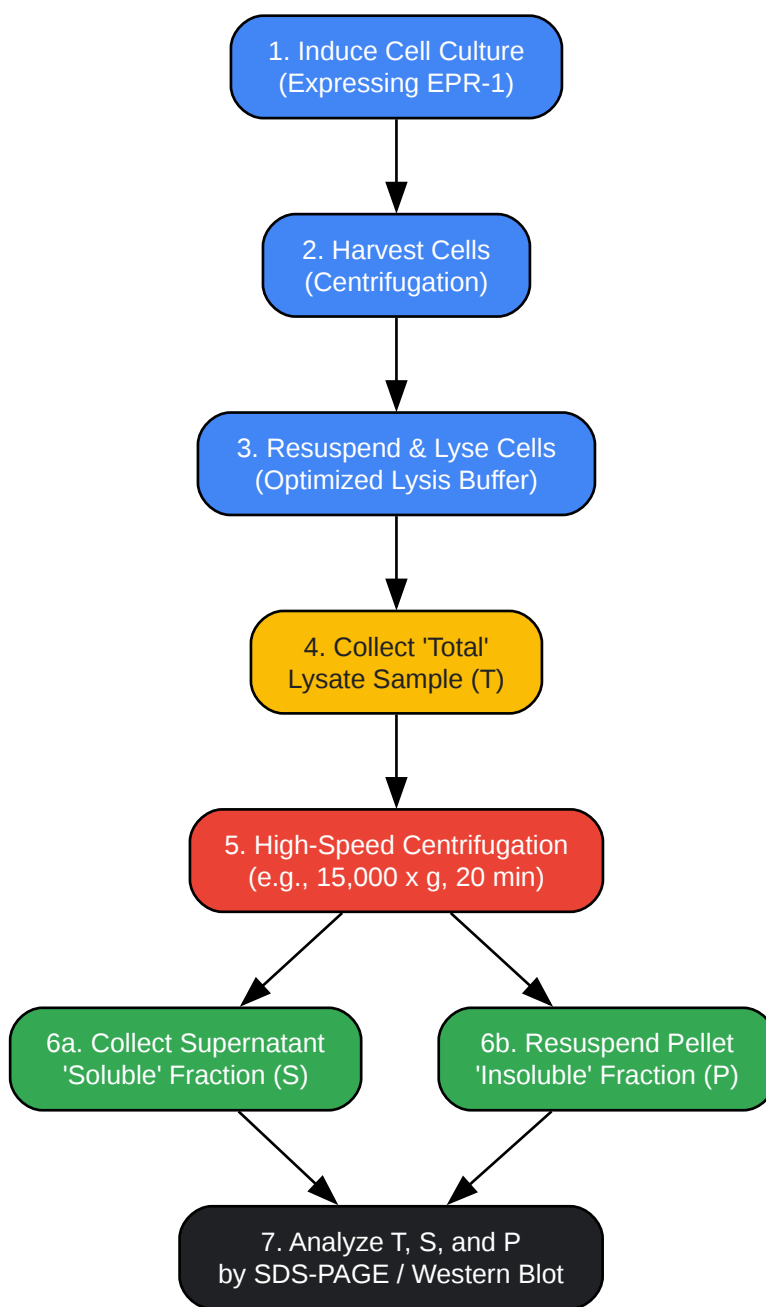 1. Induce Cell Culture
(Expressing EPR-1)
2. Harvest Cells
(Centrifugation)
3. Resuspend & Lyse Cells
(Optimized Lysis Buffer)
4. Collect 'Total'
Lysate Sample (T)
5. High-Speed Centrifugation
(e.g., 15,000 x g, 20 min)
6a. Collect Supernatant
'Soluble' Fraction (S)
6b. Resuspend Pellet
'Insoluble' Fraction (P)
7. Analyze T, S, and P
by SDS-PAGE / Western Blot